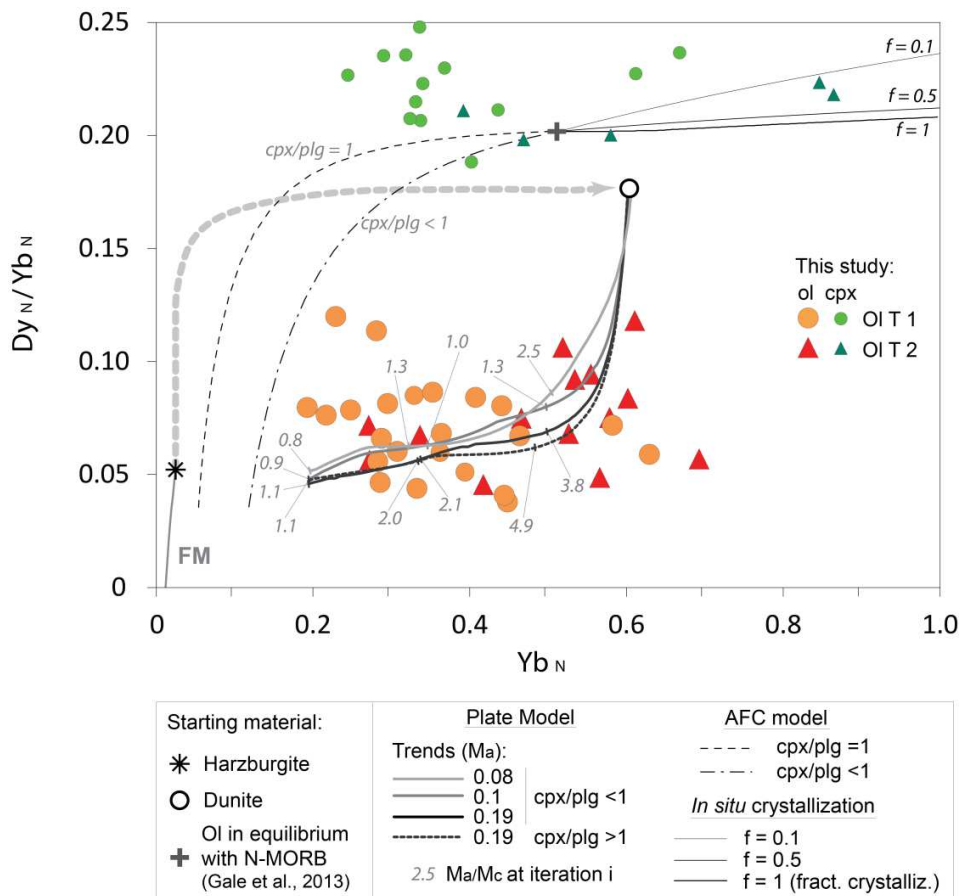 0.25
0.20
0.15
0.10
0.05
0
Dy N / Yb N
0
0.2
0.4
0.6
0.8
1.0
Yb N
f = 0.1
f = 0.5
f = 1
cpx/plg = 1
cpx/plg < 1
This study:
ol cpx
Ol T 1
Ol T 2
1.0
1.3
1.3
2.5
0.8
0.9
1.1
1.1
2.0
2.1
4.9
3.8
FM
Starting material:
Harzburgite
Dunite
Ol in equilibrium
with N-MORB
(Gale et al., 2013)
Plate Model
Trends (Ma):
0.08
0.1 cpx/plg <1
0.19
0.19 cpx/plg >1
2.5 Ma/Mc at iteration i
AFC model
cpx/plg =1
cpx/plg <1
In situ crystallization
f = 0.1
f = 0.5
f = 1 (fract. crystalliz.)